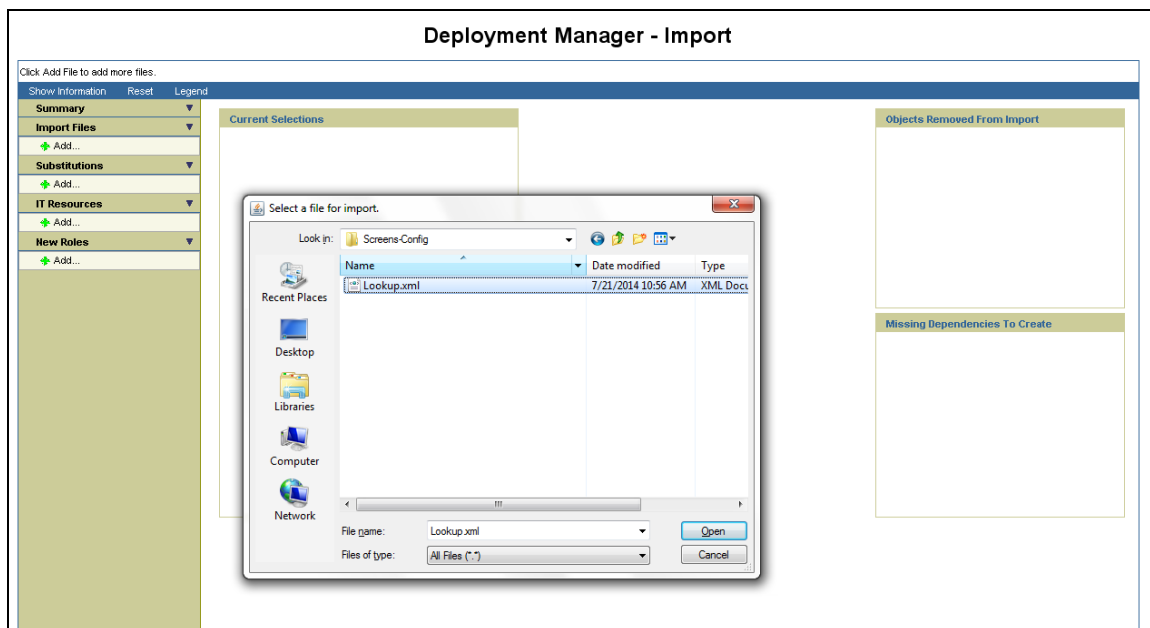 Deployment Manager - Import
Click Add File to add more files.
Show Information Reset Legend
Summary
Import Files
Add...
Substitutions
Add...
IT Resources
Add...
New Roles
Add...
Current Selections
Objects Removed From Import
Missing Dependencies To Create
Select a file for import.
Look in: Screens-Config
Name Date modified Type
Lookup.xml 7/21/2014 10:56 AM XML Docu
Recent Places
Desktop
Libraries
Computer
Network
File name: Lookup.xml Open
Files of type: All Files (*.*) Cancel